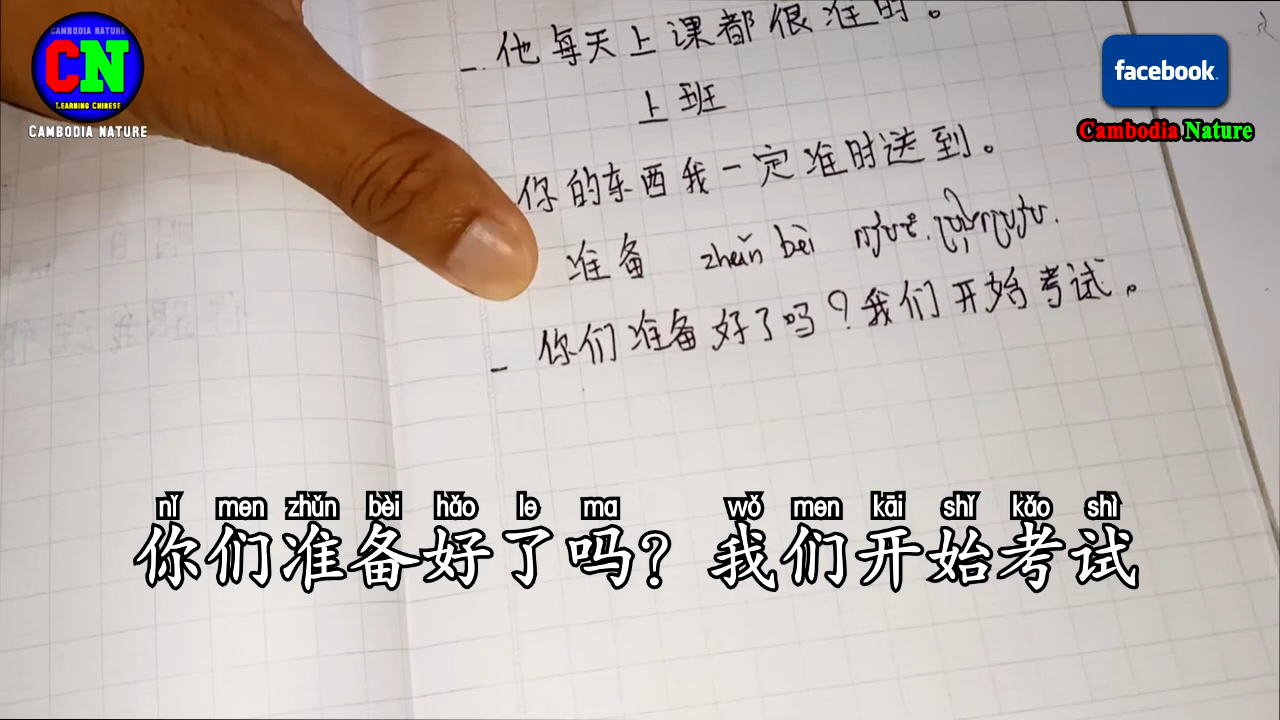 CAMBODIA NATURE
CN
LEARNING CHINESE
CAMBODIA NATURE
facebook
Cambodia Nature
– 他每天上课都很准时。
上班
你的东西我一定准时送到。
准备 zhǔn bèi
– 你们准备好了吗?我们开始考试。
nǐ men zhǔn bèi hǎo le ma wǒ men kāi shǐ kǎo shì
你们准备好了吗?我们开始考试